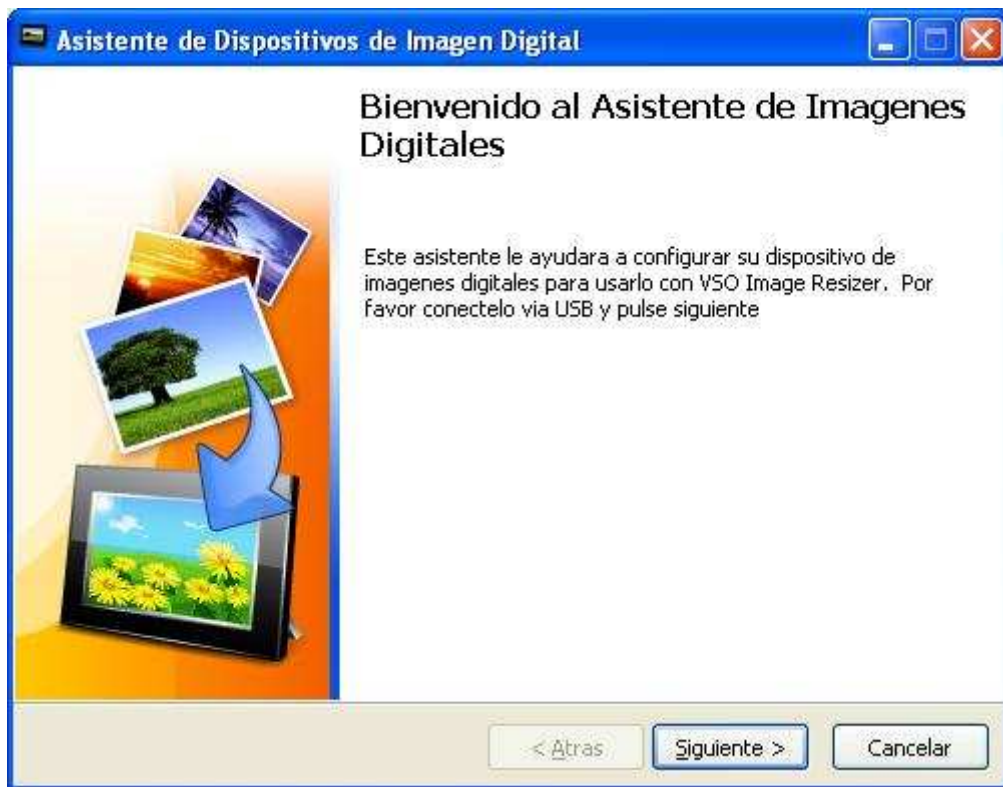 Asistente de Dispositivos de Imagen Digital
Bienvenido al Asistente de Imagenes
Digitales
Este asistente le ayudara a configurar su dispositivo de
imagenes digitales para usarlo con VSO Image Resizer. Por
favor conectelo via USB y pulse siguiente
< Atras
Siguiente >
Cancelar